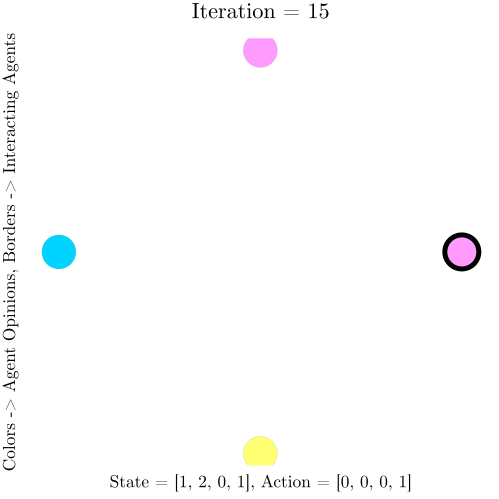 Iteration = 15
Colors -> Agent Opinions, Borders -> Interacting Agents
State = [1, 2, 0, 1], Action = [0, 0, 0, 1]